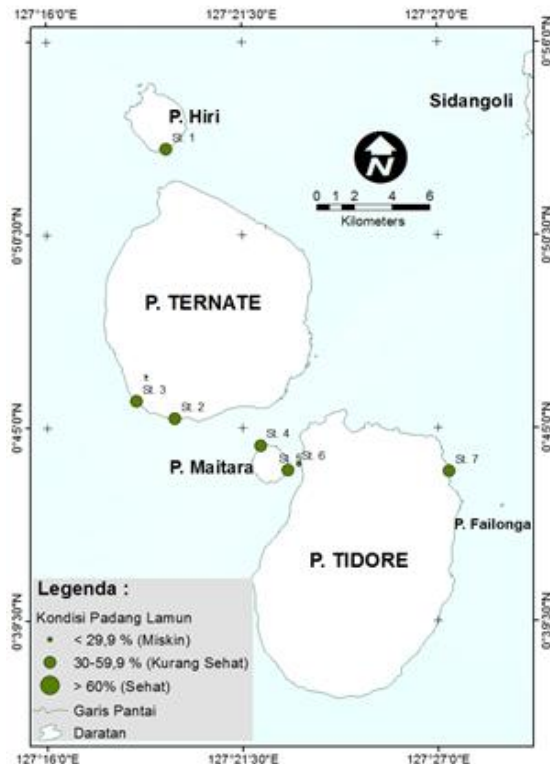 127°16'0"E 127°21'30"E 127°27'0"E
0°56'0"N
Sidangoli
P. Hiri
St. 1
N
0 1 2 4 6
Kilometers
0°50'30"N 0°50'30"N
P. TERNATE
St. 3
St. 2
0°45'0"N 0°45'0"N
St. 4
P. Maitara
St. 5
St. 6
St. 7
P. Failonga
P. TIDORE
0°39'30"N 0°39'30"N
Legenda :
Kondisi Padang Lamun
< 29,9 % (Miskin)
30-59,9 % (Kurang Sehat)
> 60% (Sehat)
Garis Pantai
Daratan
127°16'0"E 127°21'30"E 127°27'0"E